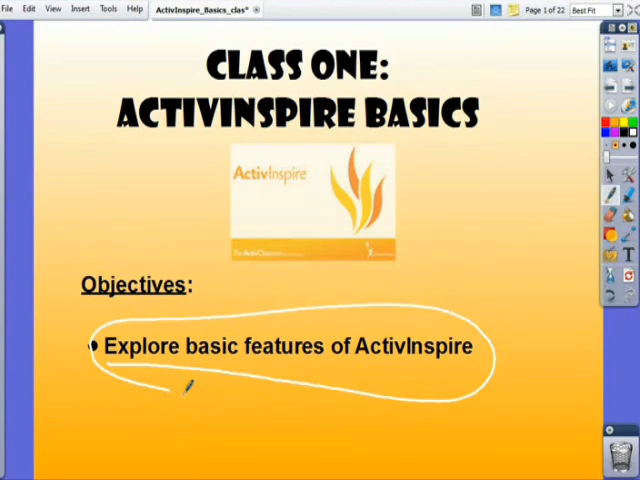 File Edit View Insert Tools Help ActivInspire_Basics_clas* Page 1 of 22 Best Fit
CLASS ONE:
ACTIVINSPIRE BASICS
ActivInspire
Objectives:
• Explore basic features of ActivInspire